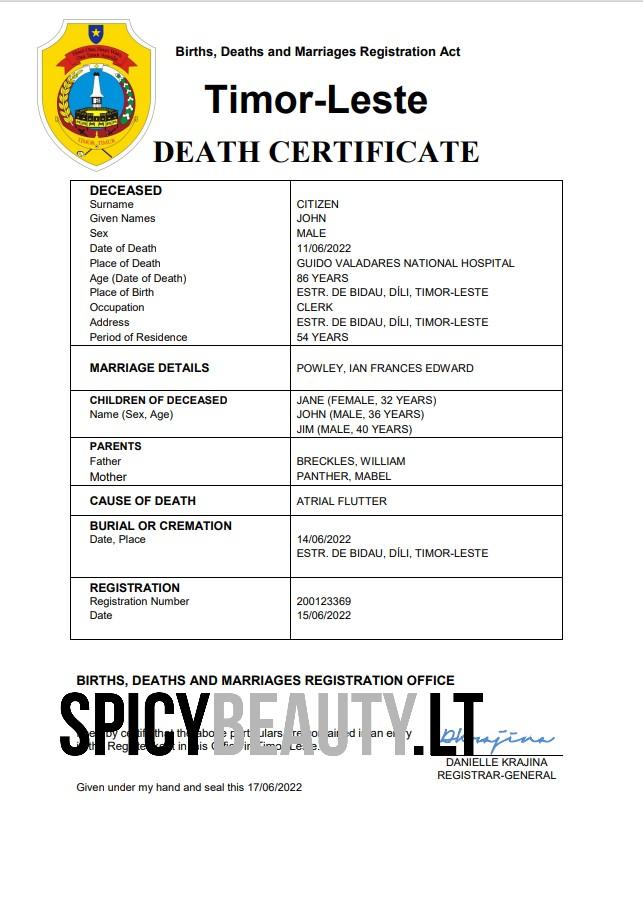 Births, Deaths and Marriages Registration Act
Timor-Leste
DEATH CERTIFICATE
TIMOR TIMUR
DECEASED
Surname CITIZEN
Given Names JOHN
Sex MALE
Date of Death 11/06/2022
Place of Death GUIDO VALADARES NATIONAL HOSPITAL
Age (Date of Death) 86 YEARS
Place of Birth ESTR. DE BIDAU, DÍLI, TIMOR-LESTE
Occupation CLERK
Address ESTR. DE BIDAU, DÍLI, TIMOR-LESTE
Period of Residence 54 YEARS
MARRIAGE DETAILS POWLEY, IAN FRANCES EDWARD
CHILDREN OF DECEASED JANE (FEMALE, 32 YEARS)
Name (Sex, Age) JOHN (MALE, 36 YEARS)
JIM (MALE, 40 YEARS)
PARENTS
Father BRECKLES, WILLIAM
Mother PANTHER, MABEL
CAUSE OF DEATH ATRIAL FLUTTER
BURIAL OR CREMATION
Date, Place 14/06/2022
ESTR. DE BIDAU, DÍLI, TIMOR-LESTE
REGISTRATION
Registration Number 200123369
Date 15/06/2022
BIRTHS, DEATHS AND MARRIAGES REGISTRATION OFFICE
SPICYBEAUTY.LT
by certify that the above particulars are contained in an entry
in the Register kept in this Office in Timor-Leste.
Dkrajina
DANIELLE KRAJINA
REGISTRAR-GENERAL
Given under my hand and seal this 17/06/2022